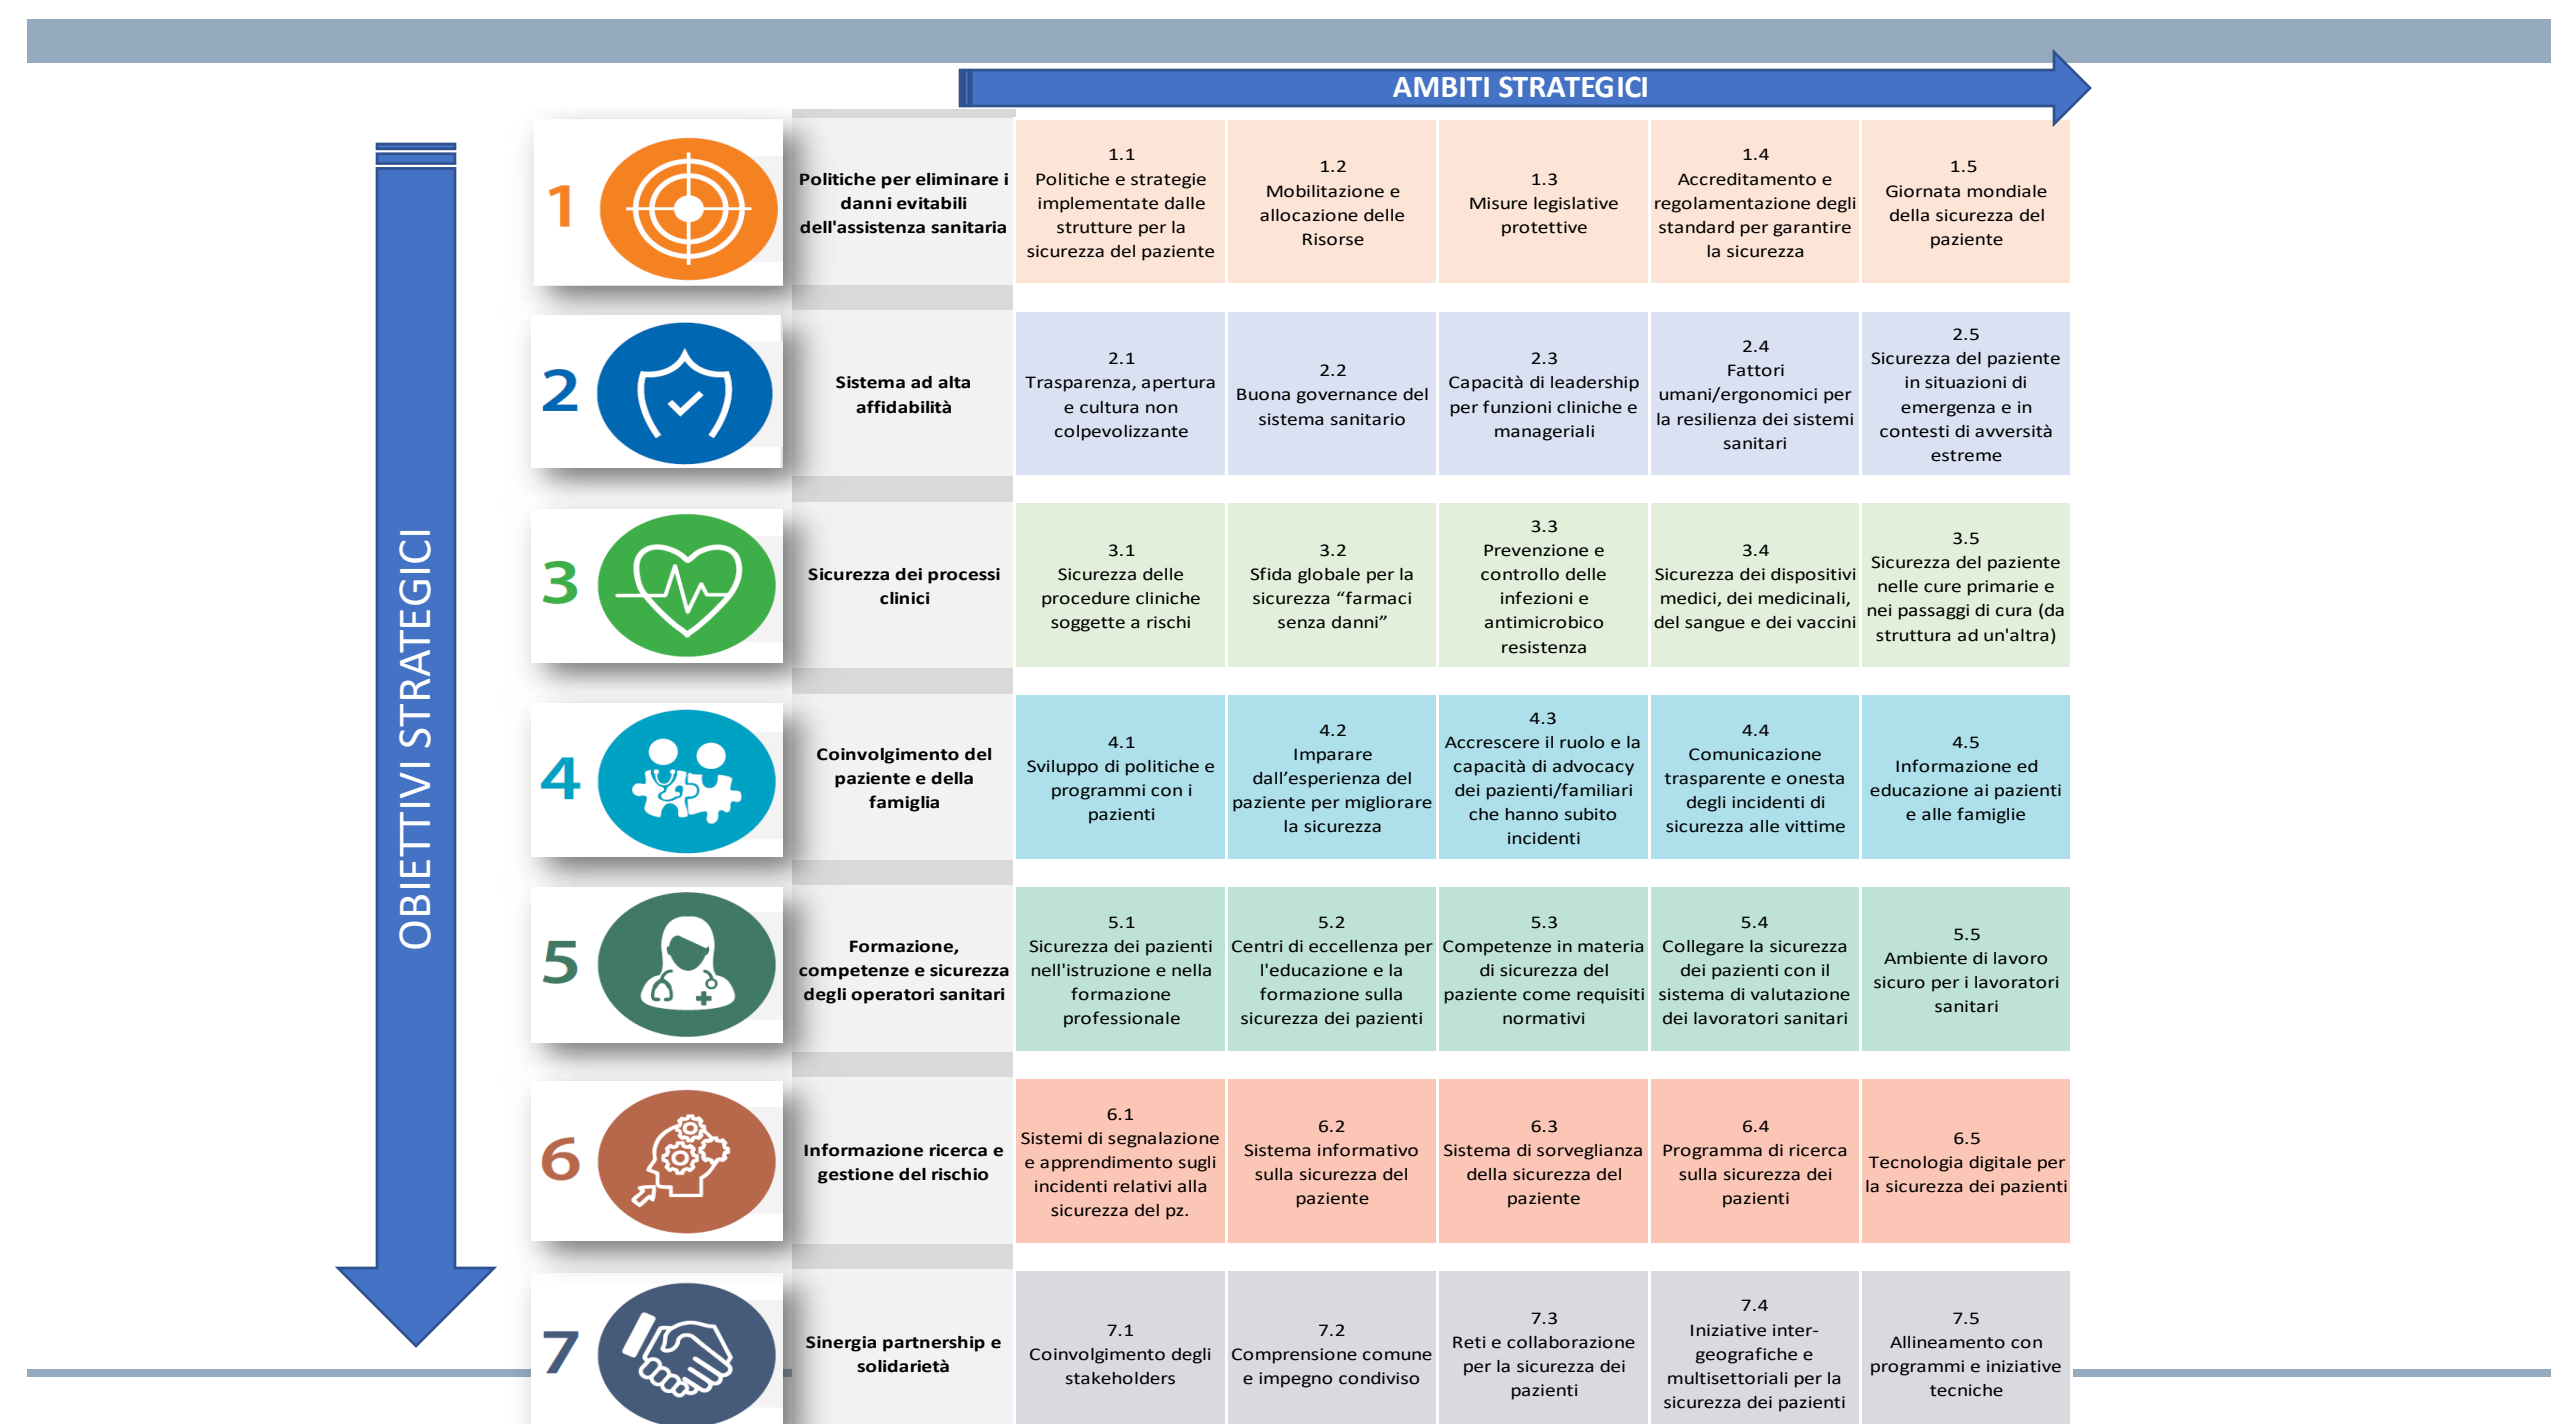 AMBITI STRATEGICI
OBIETTIVI STRATEGICI
1
Politiche per eliminare i
danni evitabili
dell'assistenza sanitaria
1.1
Politiche e strategie
implementate dalle
strutture per la
sicurezza del paziente
1.2
Mobilitazione e
allocazione delle
Risorse
1.3
Misure legislative
protettive
1.4
Accreditamento e
regolamentazione degli
standard per garantire
la sicurezza
1.5
Giornata mondiale
della sicurezza del
paziente
2
Sistema ad alta
affidabilità
2.1
Trasparenza, apertura
e cultura non
colpevolizzante
2.2
Buona governance del
sistema sanitario
2.3
Capacità di leadership
per funzioni cliniche e
manageriali
2.4
Fattori
umani/ergonomici per
la resilienza dei sistemi
sanitari
2.5
Sicurezza del paziente
in situazioni di
emergenza e in
contesti di avversità
estreme
3
Sicurezza dei processi
clinici
3.1
Sicurezza delle
procedure cliniche
soggette a rischi
3.2
Sfida globale per la
sicurezza “farmaci
senza danni”
3.3
Prevenzione e
controllo delle
infezioni e
antimicrobico
resistenza
3.4
Sicurezza dei dispositivi
medici, dei medicinali,
del sangue e dei vaccini
3.5
Sicurezza del paziente
nelle cure primarie e
nei passaggi di cura (da
struttura ad un'altra)
4
Coinvolgimento del
paziente e della
famiglia
4.1
Sviluppo di politiche e
programmi con i
pazienti
4.2
Imparare
dall’esperienza del
paziente per migliorare
la sicurezza
4.3
Accrescere il ruolo e la
capacità di advocacy
dei pazienti/familiari
che hanno subito
incidenti
4.4
Comunicazione
trasparente e onesta
degli incidenti di
sicurezza alle vittime
4.5
Informazione ed
educazione ai pazienti
e alle famiglie
5
Formazione,
competenze e sicurezza
degli operatori sanitari
5.1
Sicurezza dei pazienti
nell'istruzione e nella
formazione
professionale
5.2
Centri di eccellenza per
l'educazione e la
formazione sulla
sicurezza dei pazienti
5.3
Competenze in materia
di sicurezza del
paziente come requisiti
normativi
5.4
Collegare la sicurezza
dei pazienti con il
sistema di valutazione
dei lavoratori sanitari
5.5
Ambiente di lavoro
sicuro per i lavoratori
sanitari
6
Informazione ricerca e
gestione del rischio
6.1
Sistemi di segnalazione
e apprendimento sugli
incidenti relativi alla
sicurezza del pz.
6.2
Sistema informativo
sulla sicurezza del
paziente
6.3
Sistema di sorveglianza
della sicurezza del
paziente
6.4
Programma di ricerca
sulla sicurezza dei
pazienti
6.5
Tecnologia digitale per
la sicurezza dei pazienti
7
Sinergia partnership e
solidarietà
7.1
Coinvolgimento degli
stakeholders
7.2
Comprensione comune
e impegno condiviso
7.3
Reti e collaborazione
per la sicurezza dei
pazienti
7.4
Iniziative inter-
geografiche e
multisettoriali per la
sicurezza dei pazienti
7.5
Allineamento con
programmi e iniziative
tecniche